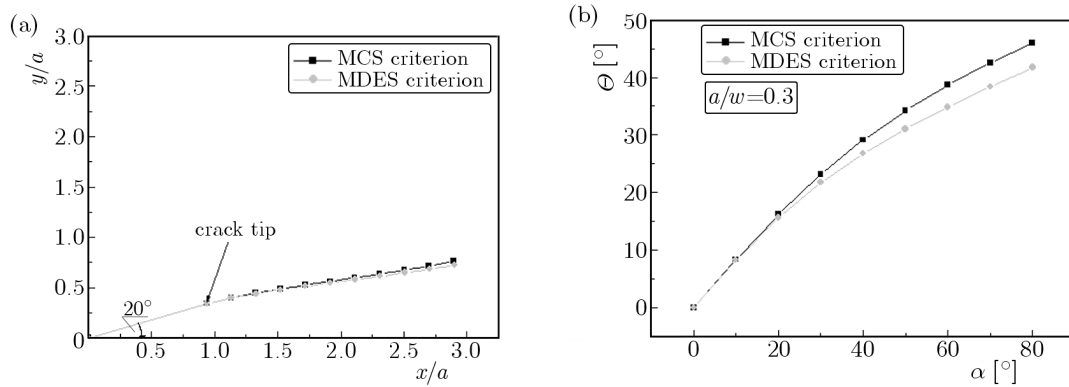 (a)
3.0
2.5
2.0
1.5
1.0
0.5
0
y/a
MCS criterion
MDES criterion
crack tip
20°
0.5
1.0
1.5
2.0
2.5
3.0
x/a
(b)
50
40
30
20
10
0
Θ [°]
MCS criterion
MDES criterion
a/w=0.3
0
20
40
60
80
α [°]